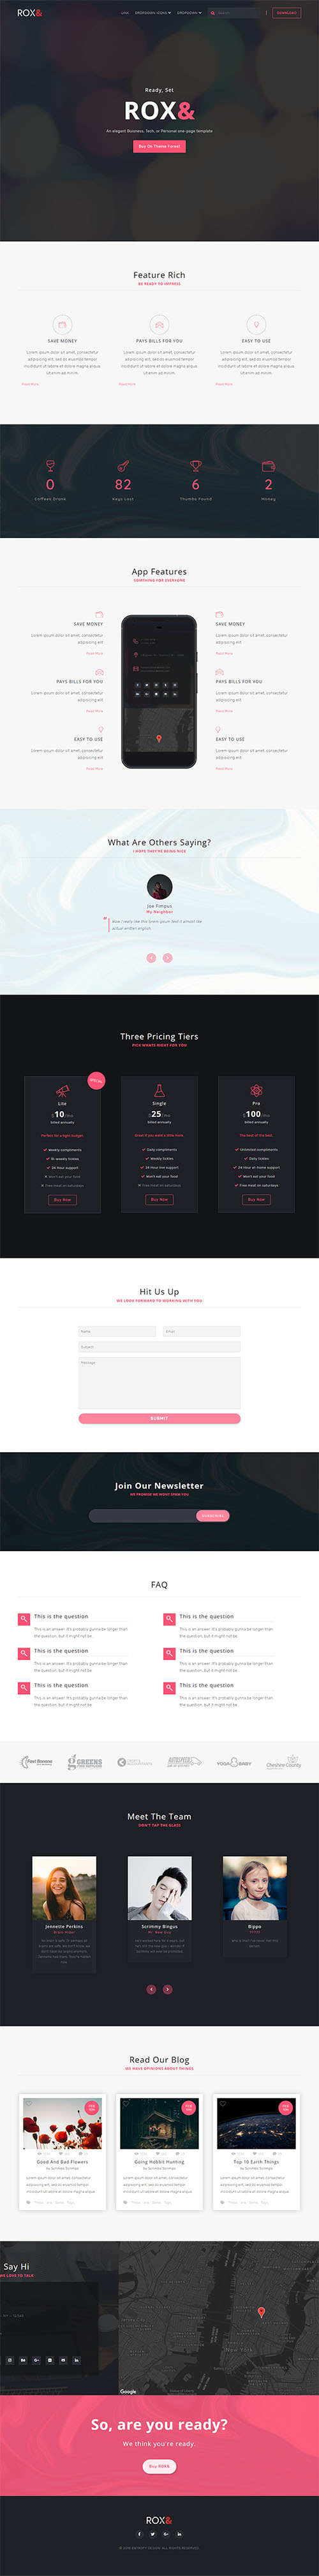 ROX&
LINK DROPDOWN ICONS DROPDOWN Search DOWNLOAD
Ready, Set
ROX&
An elegant Business, Tech, or Personal one-page template
Buy On Theme Forest
Feature Rich
BE READY TO IMPRESS
SAVE MONEY
Lorem ipsum dolor sit amet, consectetur
adipiscing elit, sed do eiusmod tempor
incididunt ut labore et dolore magna aliqua.
Ut enim ad minim.
Read More
PAYS BILLS FOR YOU
Lorem ipsum dolor sit amet, consectetur
adipiscing elit, sed do eiusmod tempor
incididunt ut labore et dolore magna aliqua.
Ut enim ad minim.
Read More
EASY TO USE
Lorem ipsum dolor sit amet, consectetur
adipiscing elit, sed do eiusmod tempor
incididunt ut labore et dolore magna aliqua.
Ut enim ad minim.
Read More
0
Coffees Drank
82
Keys Lost
6
Thumbs Found
2
Money
App Features
SOMETHING FOR EVERYONE
SAVE MONEY
Lorem ipsum dolor sit amet, consectetur
adipiscing elit
Read More
PAYS BILLS FOR YOU
Lorem ipsum dolor sit amet, consectetur
adipiscing elit
Read More
EASY TO USE
Lorem ipsum dolor sit amet, consectetur
adipiscing elit
Read More
SAVE MONEY
Lorem ipsum dolor sit amet, consectetur
adipiscing elit
Read More
PAYS BILLS FOR YOU
Lorem ipsum dolor sit amet, consectetur
adipiscing elit
Read More
EASY TO USE
Lorem ipsum dolor sit amet, consectetur
adipiscing elit
Read More
What Are Others Saying?
I HOPE THEY'RE BEING NICE
Joe Fimpus
My Neighbor
Wow I really like this lorem ipsum text it almost like
actual written english.
Three Pricing Tiers
PICK WHATS RIGHT FOR YOU
SPECIAL
Lite
$10/mo
billed annually
Perfect for a tight budget
Weekly compliments
Bi-weekly tickles
24-Hour support
Won't eat your food
Free meat on saturdays
Buy Now
Single
$25/mo
billed annually
Great if you want a little more.
Daily compliments
Weekly tickles
24-Hour live support
Won't eat your food
Free meat on saturdays
Buy Now
Pro
$100/mo
billed annually
The best of the best.
Unlimited compliments
Daily tickles
24-Hour at-home support
Won't eat your food
Free meat on saturdays
Buy Now
Hit Us Up
WE LOOK FORWARD TO WORKING WITH YOU
Name
Email
Subject
Message
SUBMIT
Join Our Newsletter
WE PROMISE WE WONT SPAM YOU
SUBSCRIBE
FAQ
This is the question
This is an answer. It's probably gunna be longer than
the question, but it might not be.
This is the question
This is an answer. It's probably gunna be longer than
the question, but it might not be.
This is the question
This is an answer. It's probably gunna be longer than
the question, but it might not be.
This is the question
This is an answer. It's probably gunna be longer than
the question, but it might not be.
This is the question
This is an answer. It's probably gunna be longer than
the question, but it might not be.
This is the question
This is an answer. It's probably gunna be longer than
the question, but it might not be.
Fast Banana
GREENS
AUTOSPEED
YOGA BABY
Cheshire County
Meet The Team
DON'T TAP THE GLASS
Jennette Perkins
Scrimmy Bingus
Bippo
Read Our Blog
WE HAVE OPINIONS ABOUT THINGS
Good And Bad Flowers
by Scrimbo Scrimpo
Lorem ipsum dolor sit amet, consectetur
adipiscing elit, sed do eiusmod tempor
incididunt ut labore et dolore magna aliqua
Going Hobbit Hunting
by Scrimbo Scrimpo
Lorem ipsum dolor sit amet, consectetur
adipiscing elit, sed do eiusmod tempor
incididunt ut labore et dolore magna aliqua
Top 10 Earth Things
by Scrimbo Scrimpo
Lorem ipsum dolor sit amet, consectetur
adipiscing elit, sed do eiusmod tempor
incididunt ut labore et dolore magna aliqua
Say Hi
WE LOVE TO TALK
New York
Google
So, are you ready?
We think you're ready.
Buy ROX&
ROX&